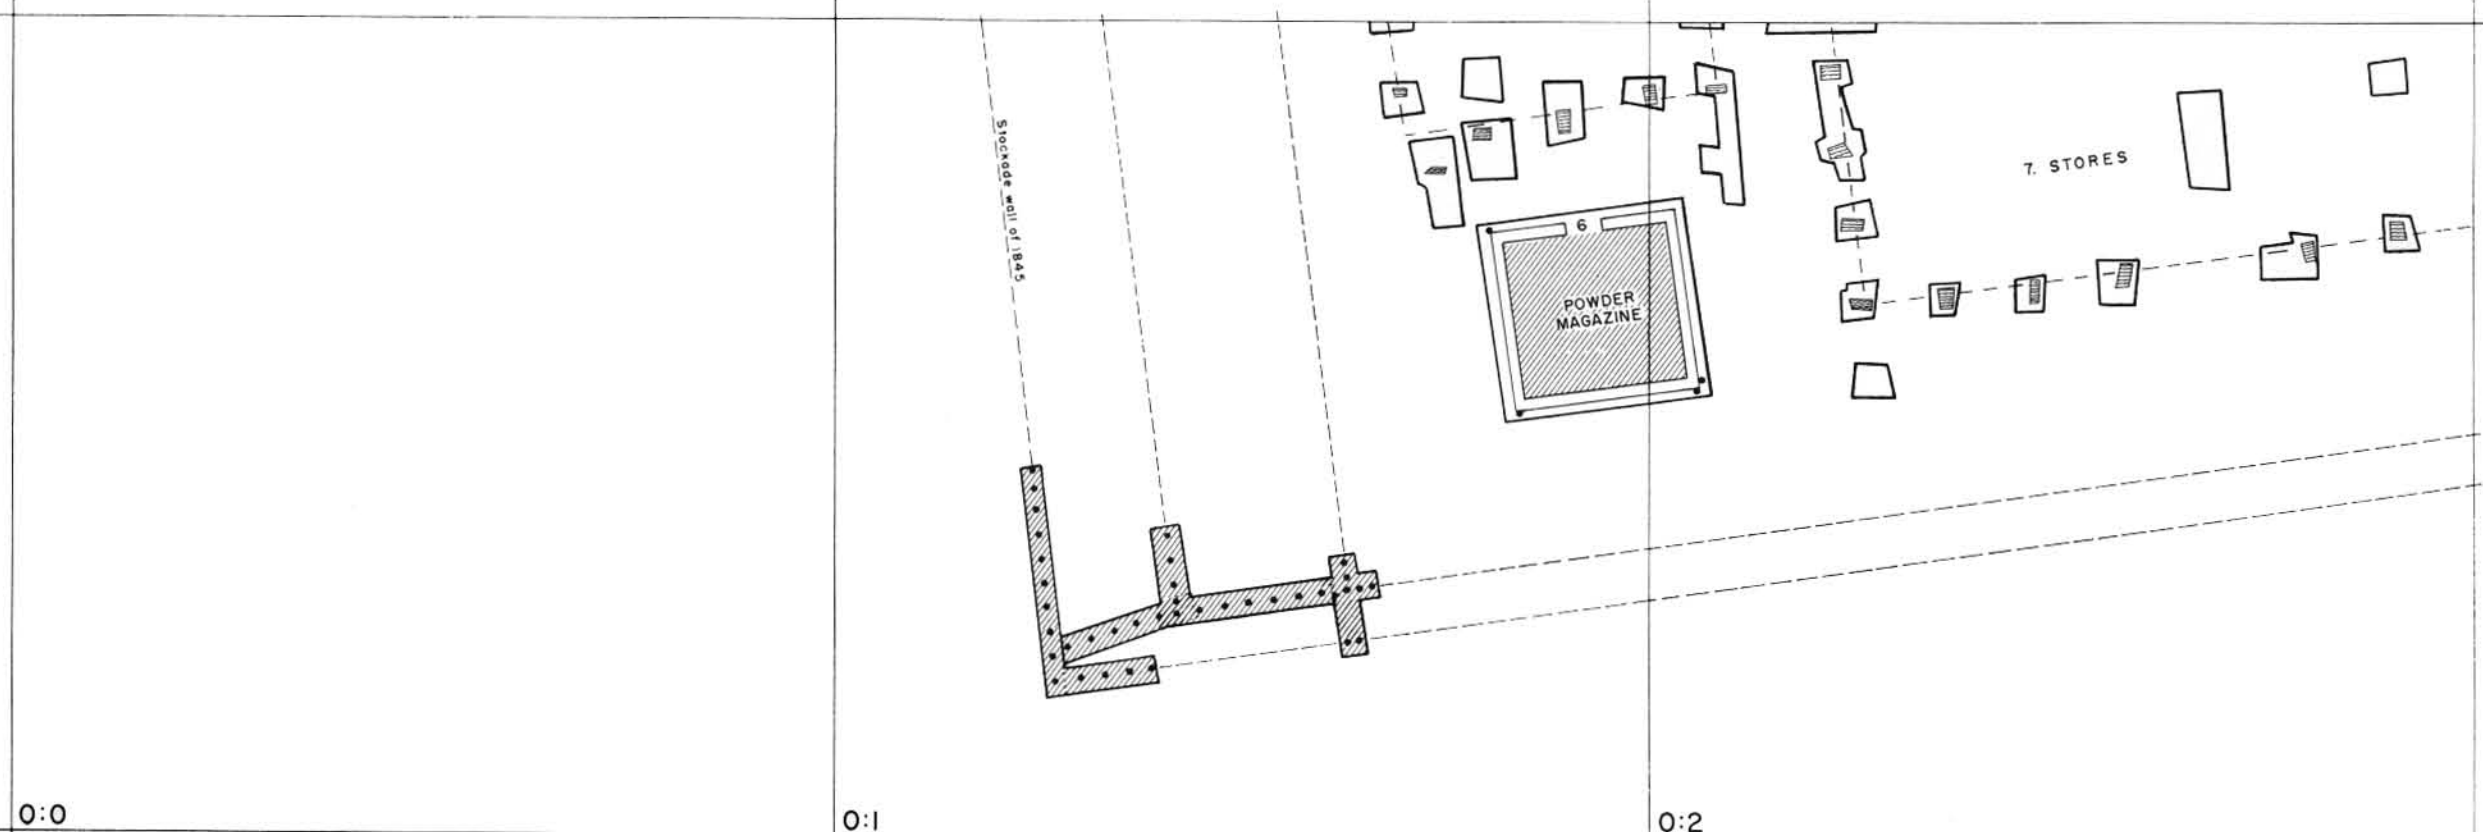 Stockade wall of 1845
7. STORES
6
POWDER
MAGAZINE
0:0
0:1
0:2